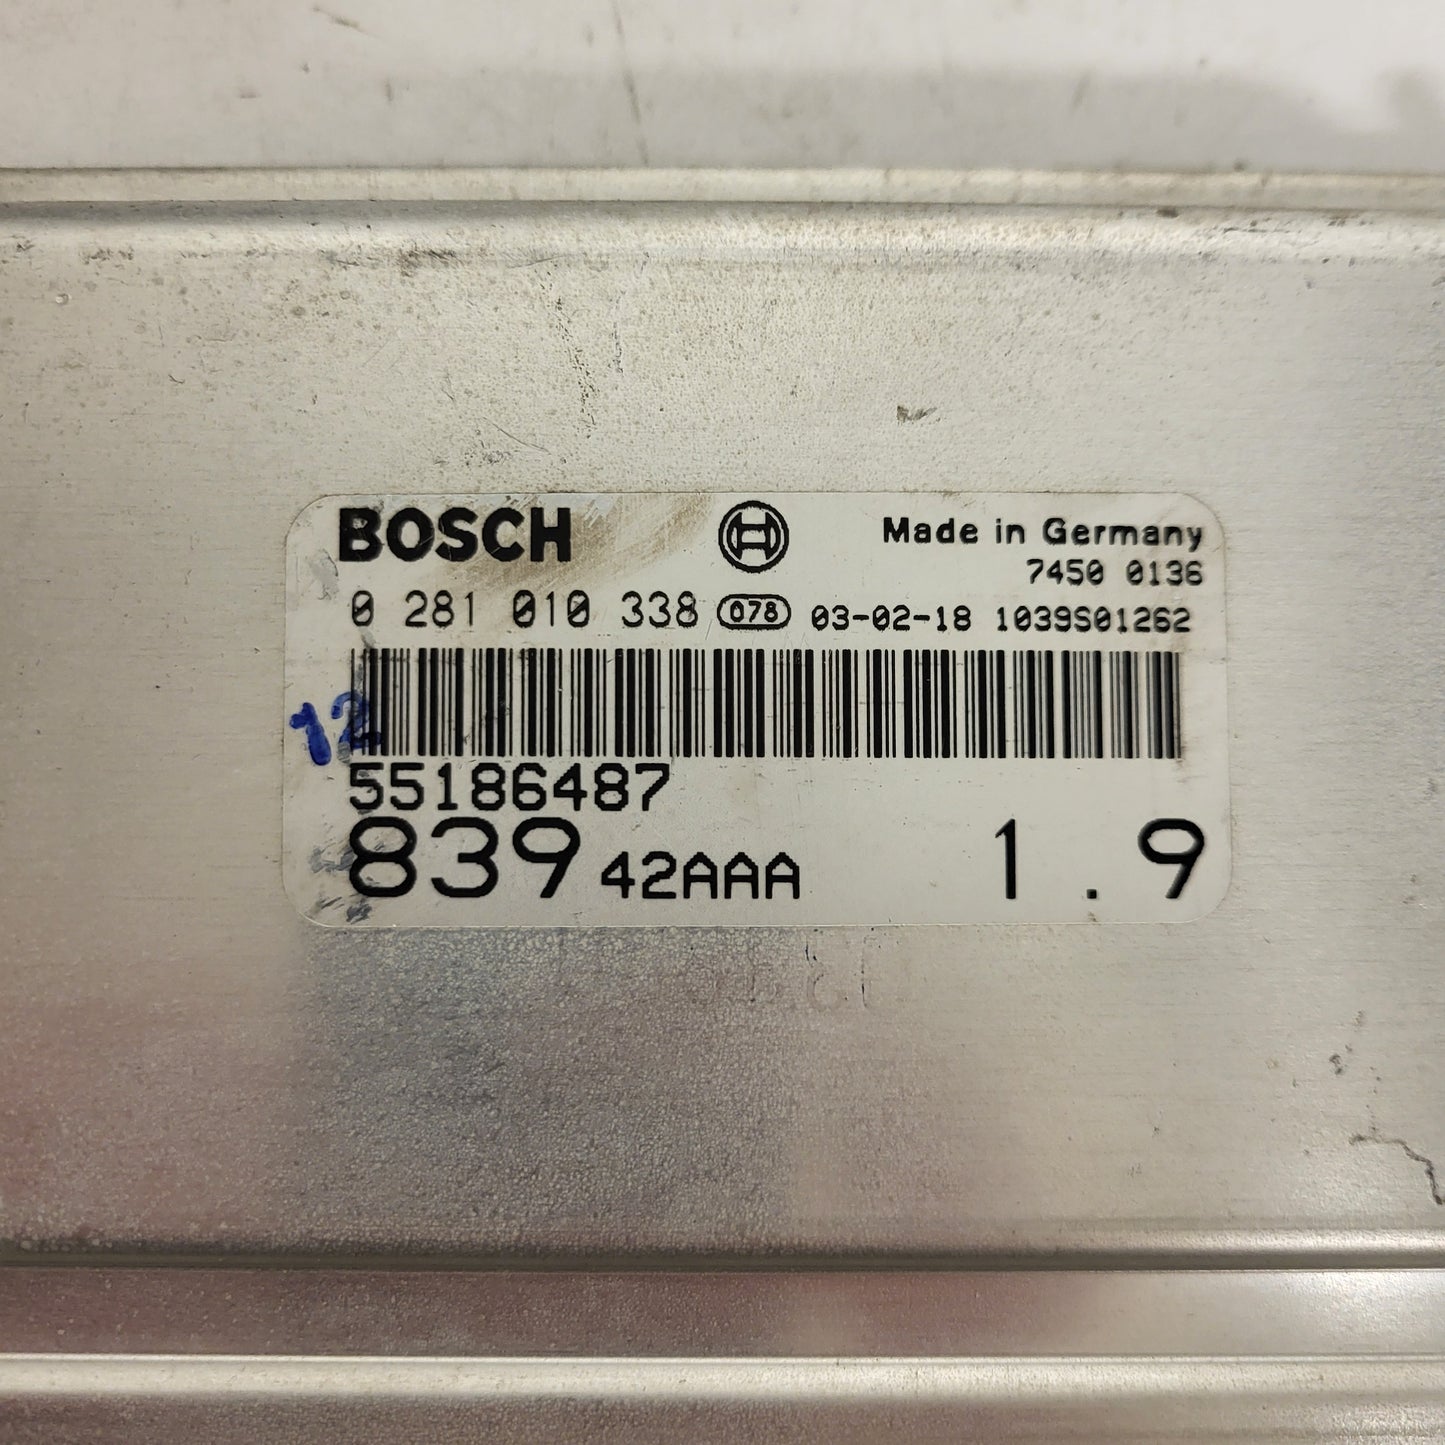 BOSCH Made in Germany
7450 0136
0 281 010 338 078 03-02-18 1039S01262
12
55186487
839 42AAA 1.9